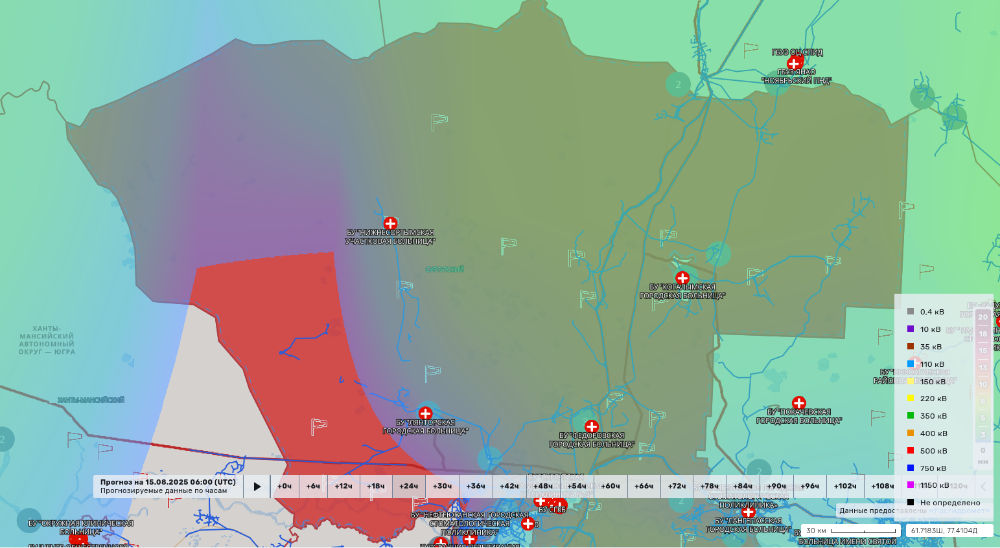 ГБУЗ ОЦ СПИД
ГБУЗ ЯНАО
"НОЯБРЬСКИЙ ПНД"
2
2
2
БУ "НИЖНЕСОРТЫМСКАЯ
УЧАСТКОВАЯ БОЛЬНИЦА"
СУРГУТСКИЙ
2
БУ "КОГАЛЫМСКАЯ
ГОРОДСКАЯ БОЛЬНИЦА"
ХАНТЫ-
МАНСИЙСКИЙ
АВТОНОМНЫЙ
ОКРУГ — ЮГРА
ХАНТЫ-МАНСИЙСКИЙ
БУ "ЛЯНТОРСКАЯ
ГОРОДСКАЯ БОЛЬНИЦА"
БУ "ФЕДОРОВСКАЯ
ГОРОДСКАЯ БОЛЬНИЦА"
БУ "ПОКАЧЕВСКАЯ
ГОРОДСКАЯ БОЛЬНИЦА"
2
2
0,4 кВ
10 кВ
35 кВ
110 кВ
150 кВ
220 кВ
350 кВ
400 кВ
500 кВ
750 кВ
1150 кВ
Не определено
20
18
15
13
10
8
5
3
0
мм
Прогноз на 15.08.2025 06:00 (UTC)
Прогнозируемые данные по часам
+0ч +6ч +12ч +18ч +24ч +30ч +36ч +42ч +48ч +54ч +60ч +66ч +72ч +78ч +84ч +90ч +96ч +102ч +108ч
2
БУ СГКБ
СТОМАТОЛОГИЧЕСКАЯ
ПОЛИКЛИНИКА»
БУ "НЕФТЕЮГАНСКАЯ ГОРОДСКАЯ
СТОМАТОЛОГИЧЕСКАЯ
ПОЛИКЛИНИКА"
БУ "ЛАНГЕПАССКАЯ
ГОРОДСКАЯ БОЛЬНИЦА"
БУ "ОКРУЖНАЯ КЛИНИЧЕСКАЯ
БОЛЬНИЦА"
Данные предоставлены «Росгидромет»
30 км
61.7183Ш, 77.4104Д
БОЛЬНИЦА ИМЕНИ СВЯТОЙ